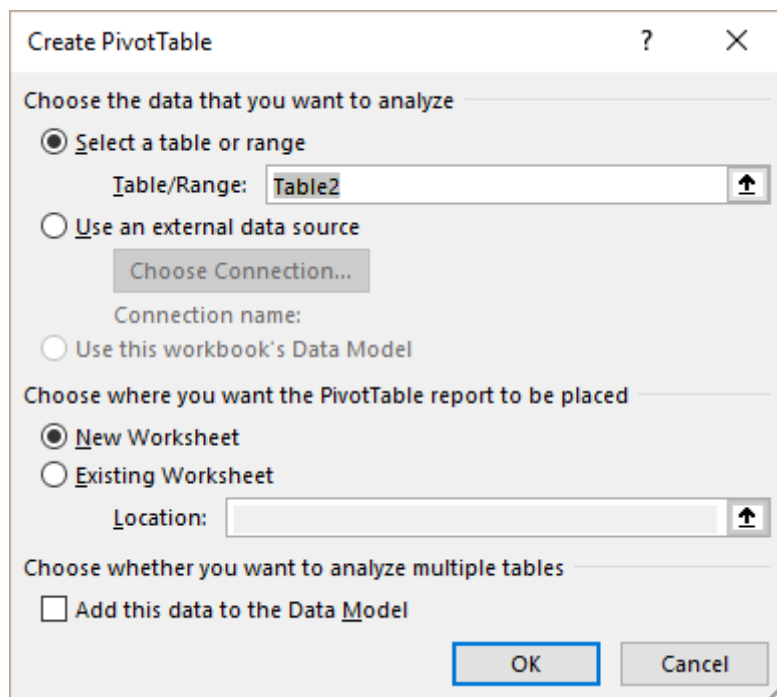 Create PivotTable ? ×
Choose the data that you want to analyze
Select a table or range
Table/Range: Table2
Use an external data source
Choose Connection...
Connection name:
Use this workbook's Data Model
Choose where you want the PivotTable report to be placed
New Worksheet
Existing Worksheet
Location:
Choose whether you want to analyze multiple tables
Add this data to the Data Model
OK Cancel